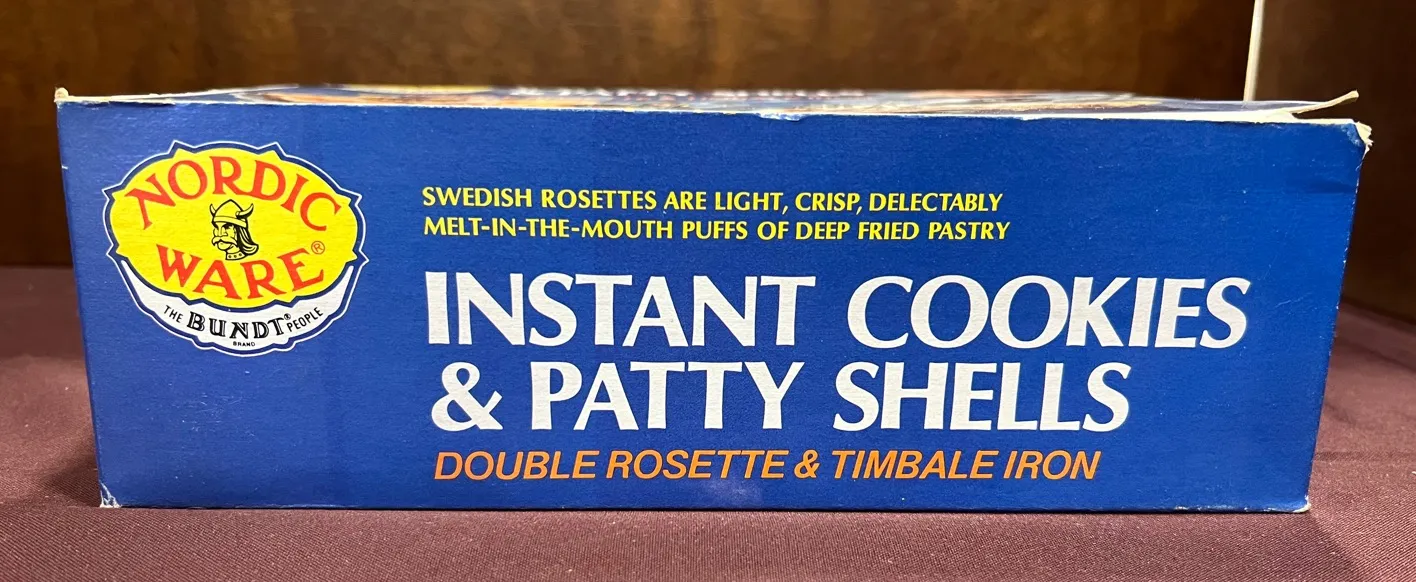 NORDIC
WARE®
THE BUNDT® PEOPLE
BRAND
SWEDISH ROSETTES ARE LIGHT, CRISP, DELECTABLY
MELT-IN-THE-MOUTH PUFFS OF DEEP FRIED PASTRY
INSTANT COOKIES
& PATTY SHELLS
DOUBLE ROSETTE & TIMBALE IRON